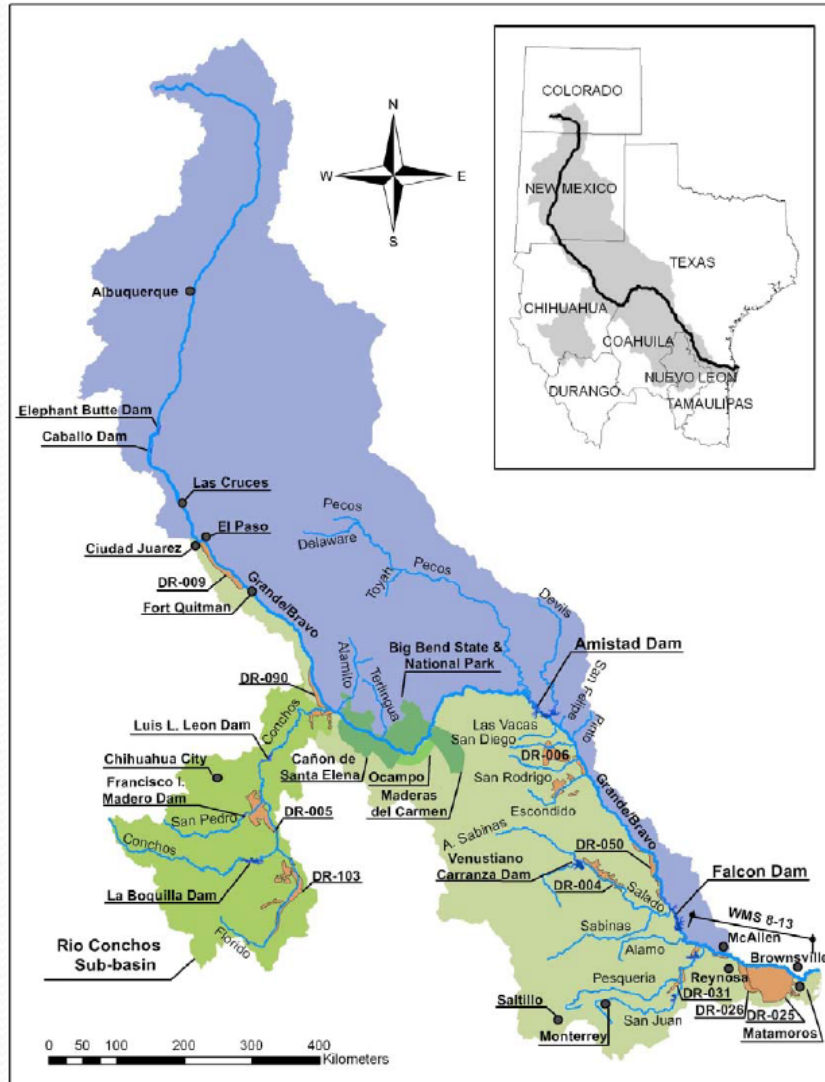 N
W
E
S
COLORADO
NEW MEXICO
TEXAS
CHIHUAHUA
COAHUILA
NUEVO LEON
DURANGO
TAMAULIPAS
Albuquerque
Elephant Butte Dam
Caballo Dam
Las Cruces
El Paso
Ciudad Juarez
DR-009
Fort Quitman
Grande/Bravo
Pecos
Delaware
Toyah
Pecos
Devils
Alamito
Terlingua
Big Bend State &
National Park
Amistad Dam
San Felipe
Pinto
DR-090
Luis L. Leon Dam
Conchos
Chihuahua City
Francisco I.
Madero Dam
San Pedro
DR-005
Conchos
La Boquilla Dam
DR-103
Florido
Rio Conchos
Sub-basin
Cañon de
Santa Elena
Ocampo
Maderas
del Carmen
Las Vacas
San Diego
DR-006
San Rodrigo
Escondido
Grande/Bravo
A. Sabinas
DR-050
Venustiano
Carranza Dam
DR-004
Salado
Falcon Dam
WMS 8-13
Sabinas
Alamo
McAllen
Brownsville
Pesqueria
Reynosa
DR-031
DR-026
DR-025
Matamoros
Saltillo
Monterrey
San Juan
0 50 100 200 300 400
Kilometers